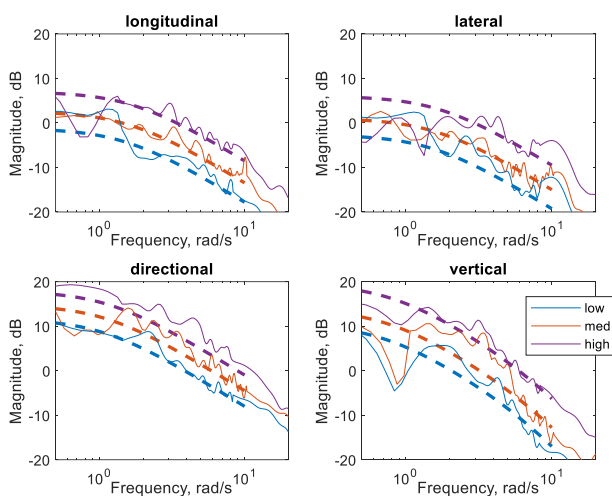 longitudinal
20
10
0
-10
-20
Magnitude, dB
10^0
10^1
Frequency, rad/s
lateral
20
10
0
-10
-20
Magnitude, dB
10^0
10^1
Frequency, rad/s
directional
20
10
0
-10
-20
Magnitude, dB
10^0
10^1
Frequency, rad/s
vertical
20
10
0
-10
-20
Magnitude, dB
10^0
10^1
Frequency, rad/s
low
med
high